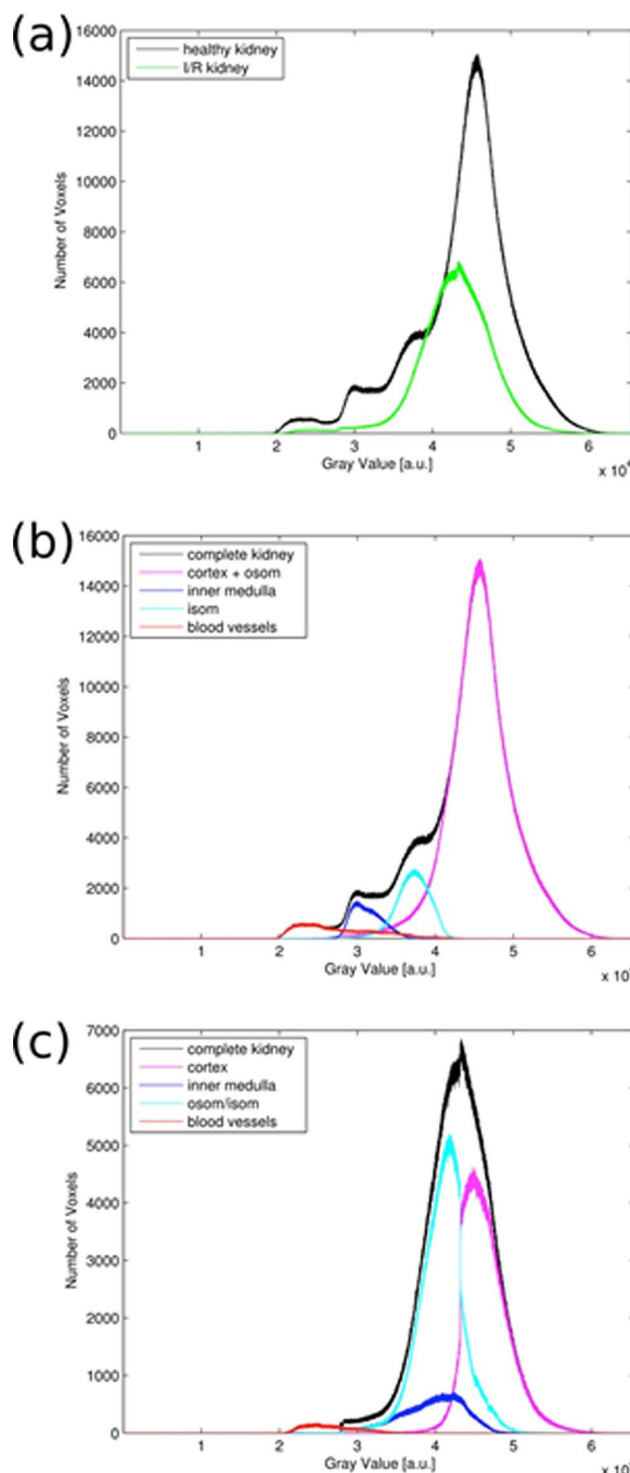 (a)
healthy kidney
I/R kidney
16000
14000
12000
10000
8000
6000
4000
2000
0
Number of Voxels
1 2 3 4 5 6
Gray Value [a.u.]
(b)
complete kidney
cortex + osom
inner medulla
isom
blood vessels
16000
14000
12000
10000
8000
6000
4000
2000
0
Number of Voxels
1 2 3 4 5 6
Gray Value [a.u.]
(c)
complete kidney
cortex
inner medulla
osom/isom
blood vessels
7000
6000
5000
4000
3000
2000
1000
0
Number of Voxels
1 2 3 4 5 6
Gray Value [a.u.]